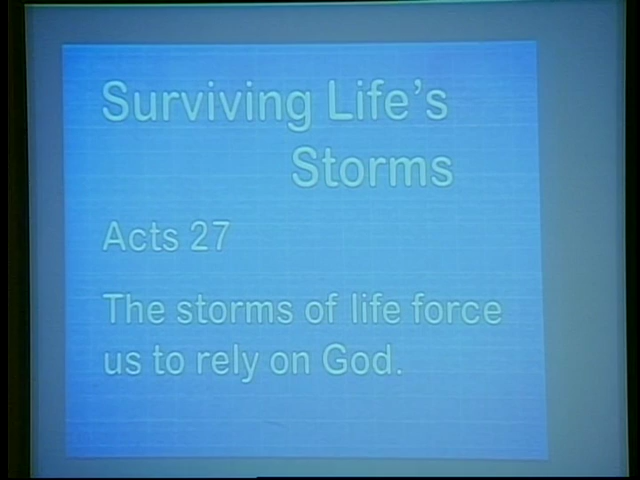 Surviving Life's
Storms
Acts 27
The storms of life force
us to rely on God.